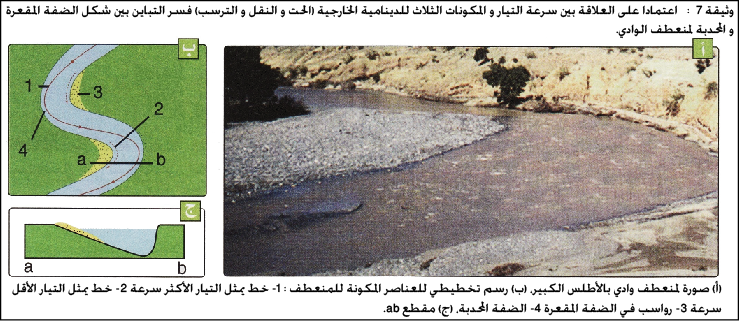 وثيقة 7 : اعتمادا على العلاقة بين سرعة التيار و المكونات الثلاث للدينامية الخارجية (الحت و النقل و الترسب) فسر التباين بين شكل الضفة المقعرة
و المحدبة لمنعطف الوادي.
ب
أ
1
3
2
4
a
b
ج
a
b
(أ) صورة لمنعطف وادي بالأطلس الكبير، (ب) رسم تخطيطي للعناصر المكونة للمنعطف : 1- خط يمثل التيار الأكثر سرعة 2- خط يمثل التيار الأقل
سرعة 3- رواسب في الضفة المقعرة 4- الضفة المحدبة، (ج) مقطع ab.